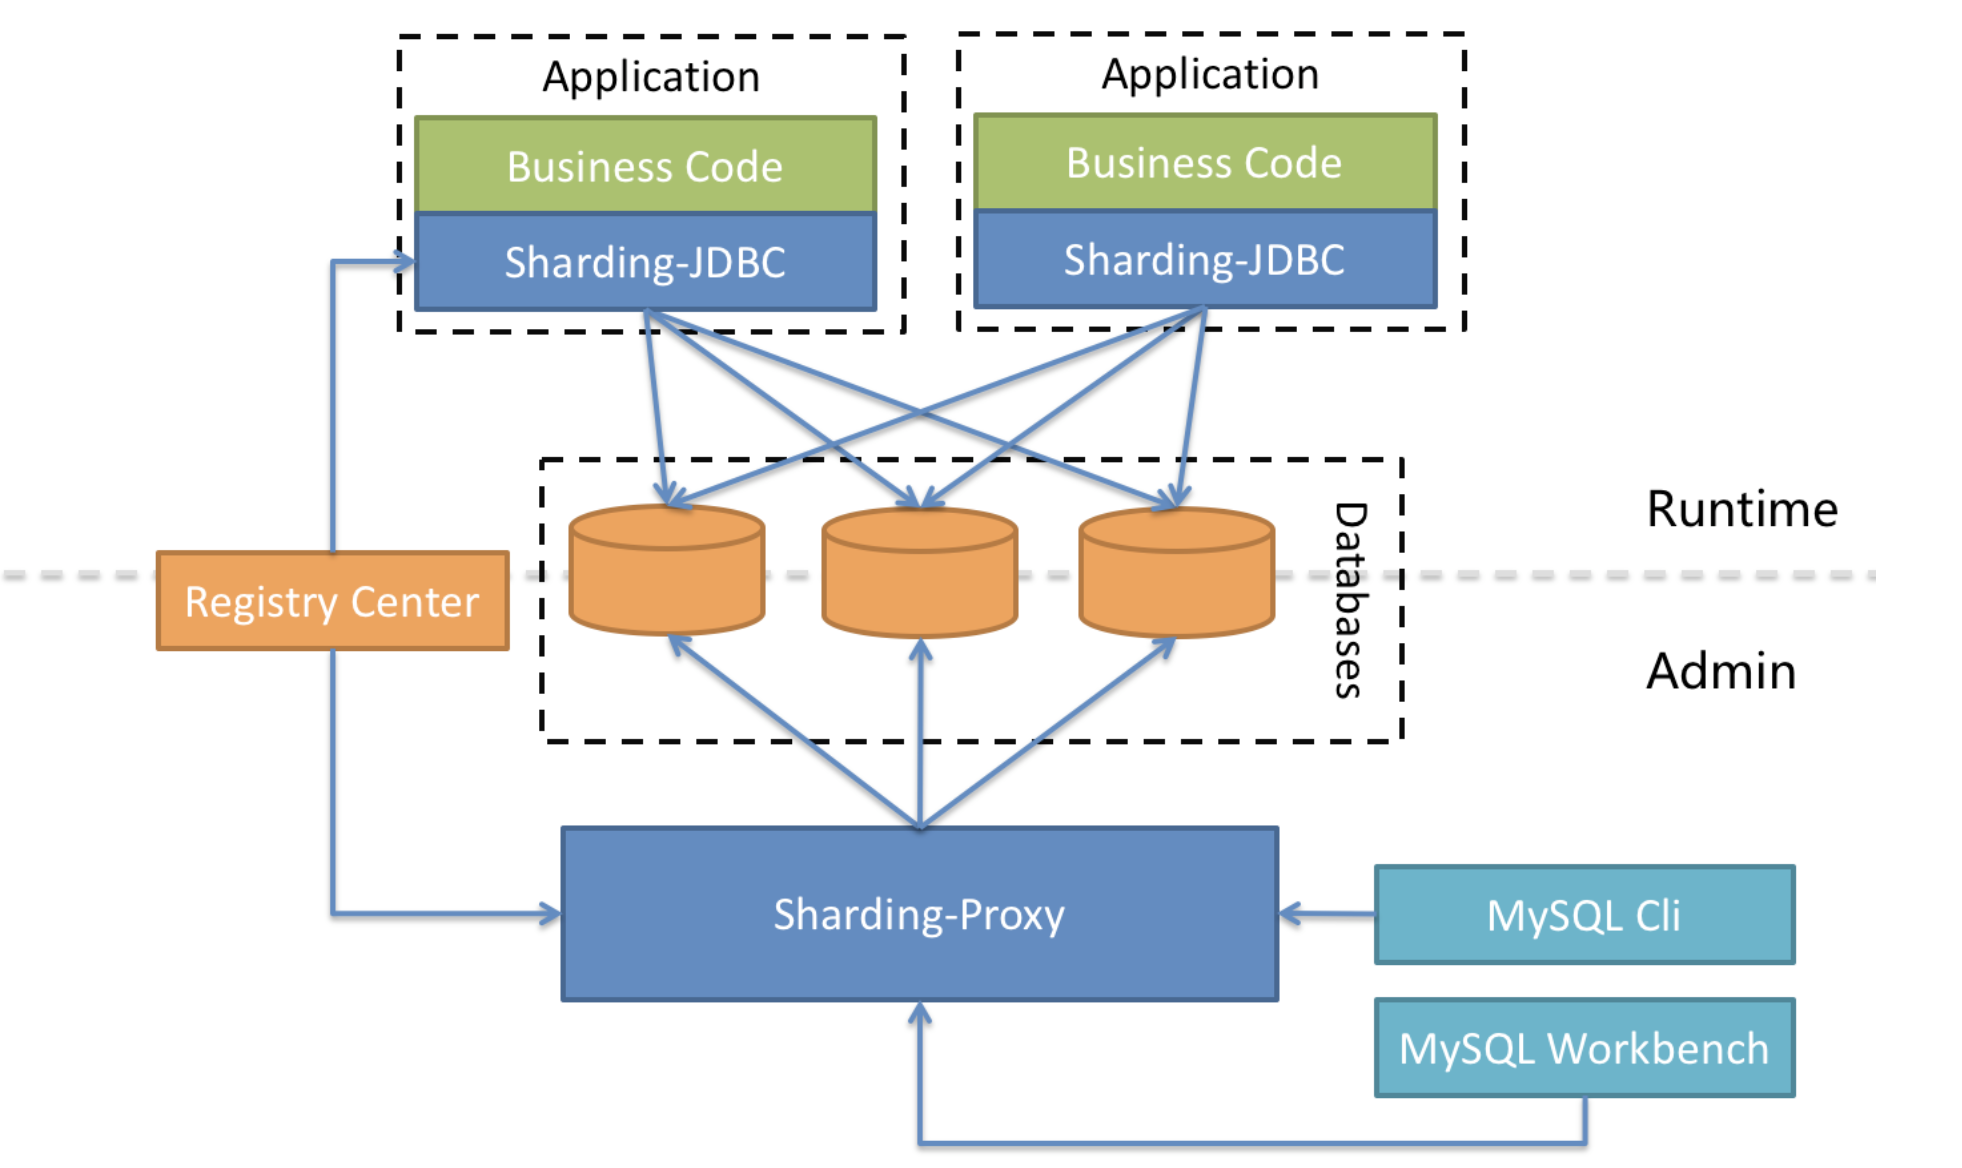 Application
Business Code
Sharding-JDBC
Application
Business Code
Sharding-JDBC
Databases
Runtime
Registry Center
Admin
Sharding-Proxy
MySQL Cli
MySQL Workbench